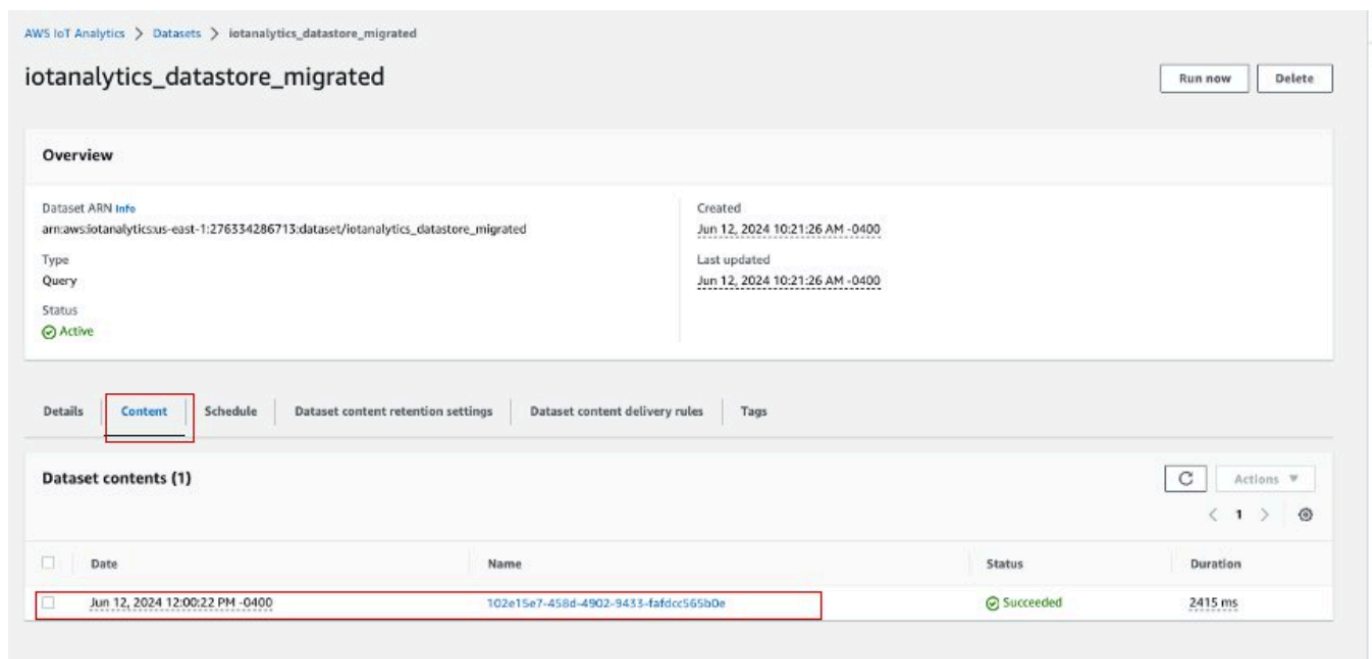 AWS IoT Analytics > Datasets > iotanalytics_datastore_migrated
iotanalytics_datastore_migrated
Run now
Delete
Overview
Dataset ARN Info
arn:aws:iotanalytics:us-east-1:276334286713:dataset/iotanalytics_datastore_migrated
Type
Query
Status
Active
Created
Jun 12, 2024 10:21:26 AM -0400
Last updated
Jun 12, 2024 10:21:26 AM -0400
Details Content Schedule Dataset content retention settings Dataset content delivery rules Tags
Dataset contents (1)
Actions
< 1 >
Date Name Status Duration
Jun 12, 2024 12:00:22 PM -0400 102e15e7-458d-4902-9433-fafdcc565b0e Succeeded 2415 ms